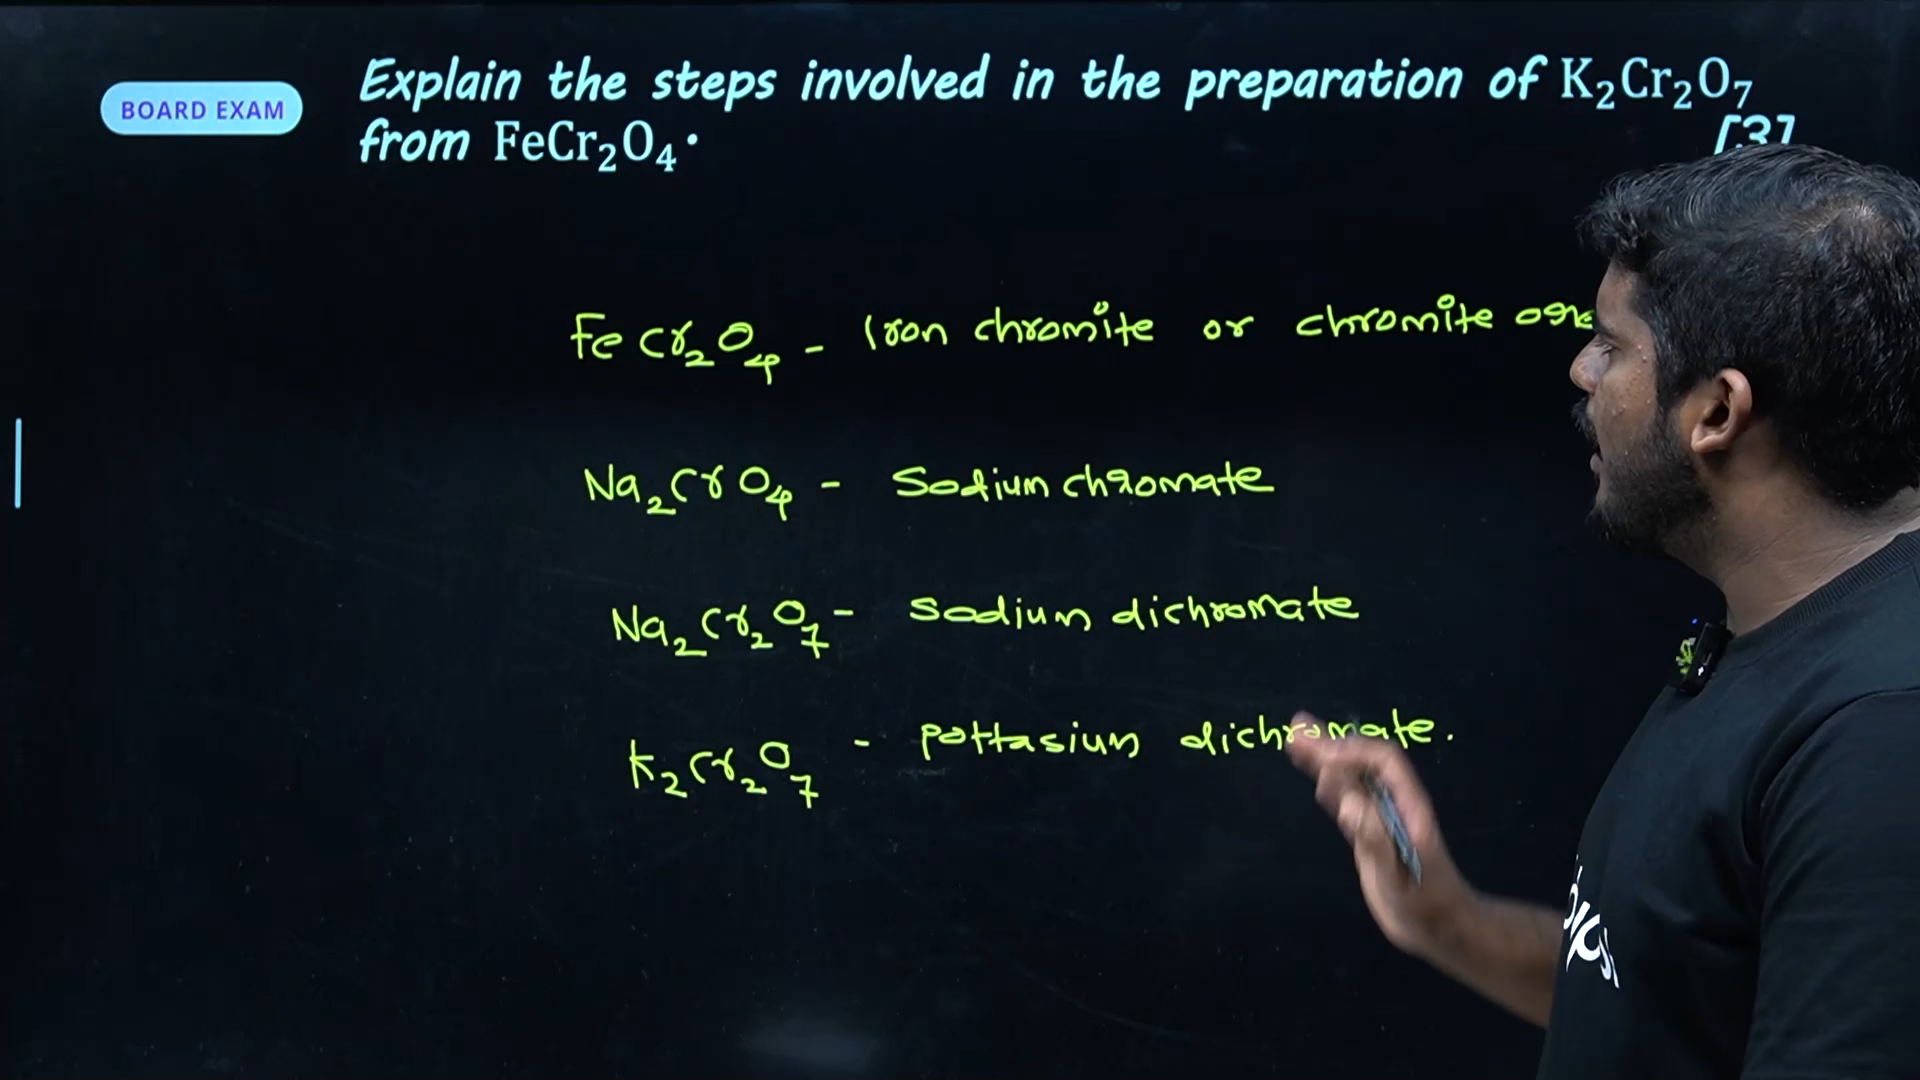 BOARD EXAM
Explain the steps involved in the preparation of K₂Cr₂O₇
from FeCr₂O₄.
[3]
FeCr₂O₄ - Iron chromite or chromite ore
Na₂CrO₄ - Sodium chromate
Na₂Cr₂O₇ - Sodium dichromate
K₂Cr₂O₇ - pottasium dichromate.